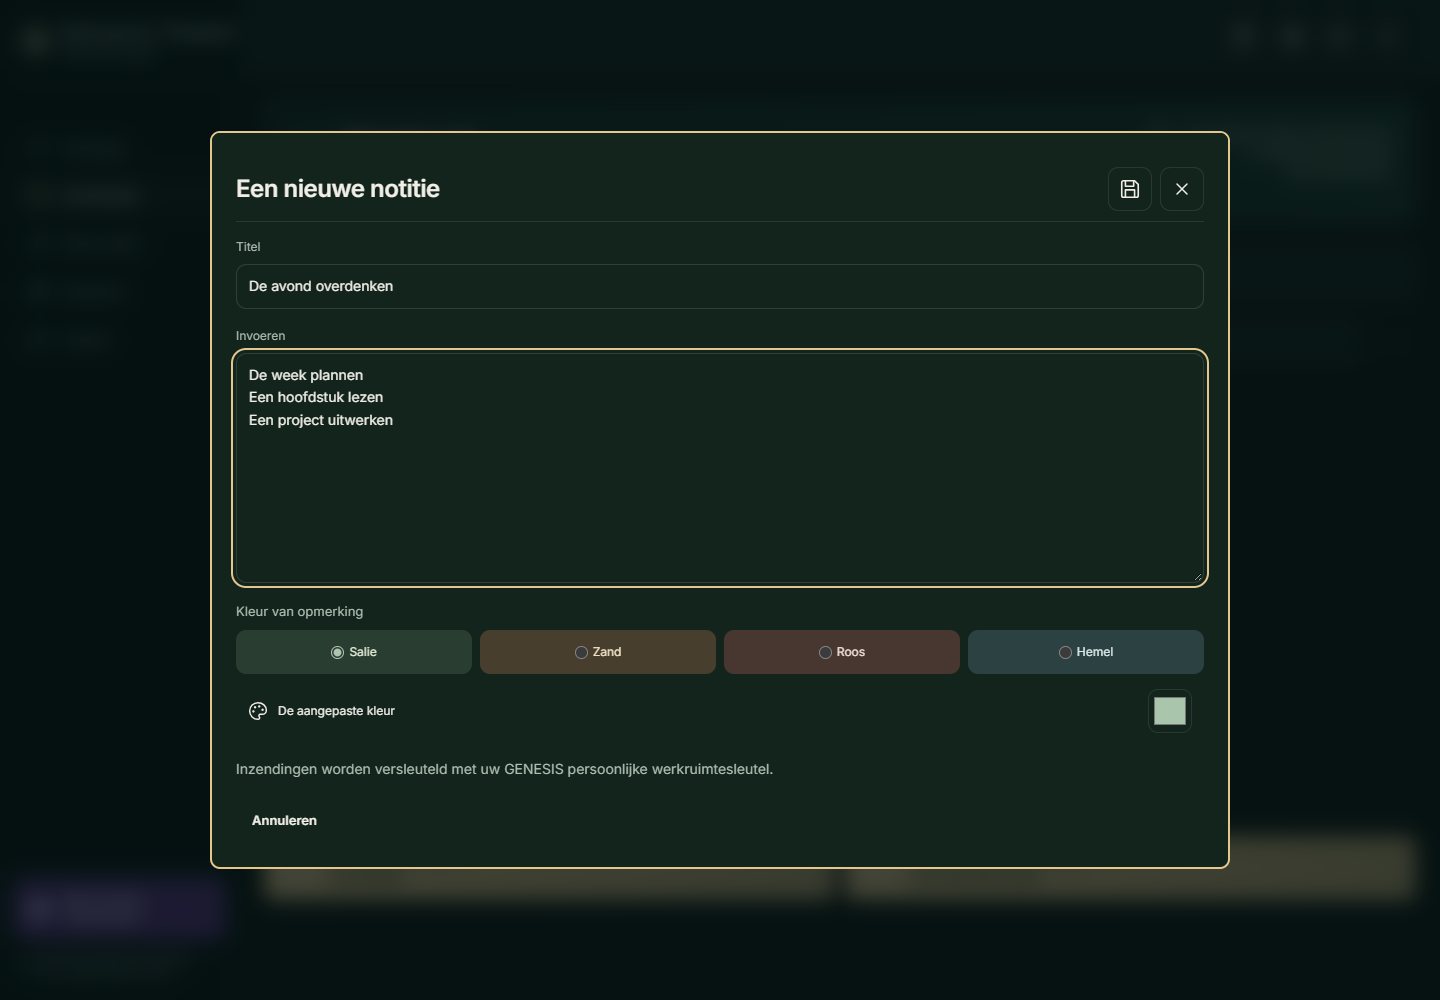 Een nieuwe notitie
Titel
De avond overdenken
Invoeren
De week plannen
Een hoofdstuk lezen
Een project uitwerken
Kleur van opmerking
Salie
Zand
Roos
Hemel
De aangepaste kleur
Inzendingen worden versleuteld met uw GENESIS persoonlijke werkruimtesleutel.
Annuleren